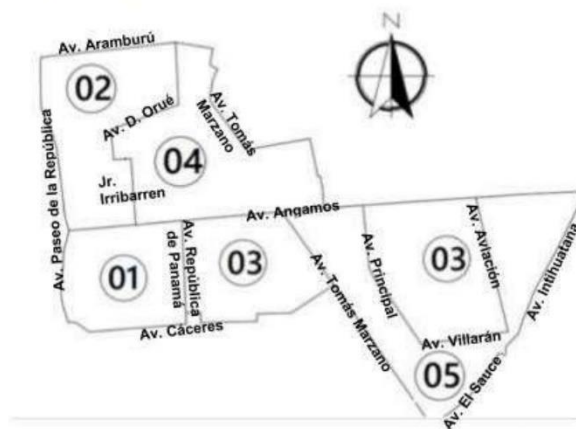 N
Av. Aramburú
02
Av. D. Orué
Av. Tomás
Marzano
Av. Paseo de la República
04
Jr.
Irribarren
Av. Angamos
01
Av. República
de Panamá
03
Av. Cáceres
Av. Tomás Marzano
Av. Principal
03
Av. Aviación
Av. Intihuatana
Av. Villarán
05
Av. El Sauce